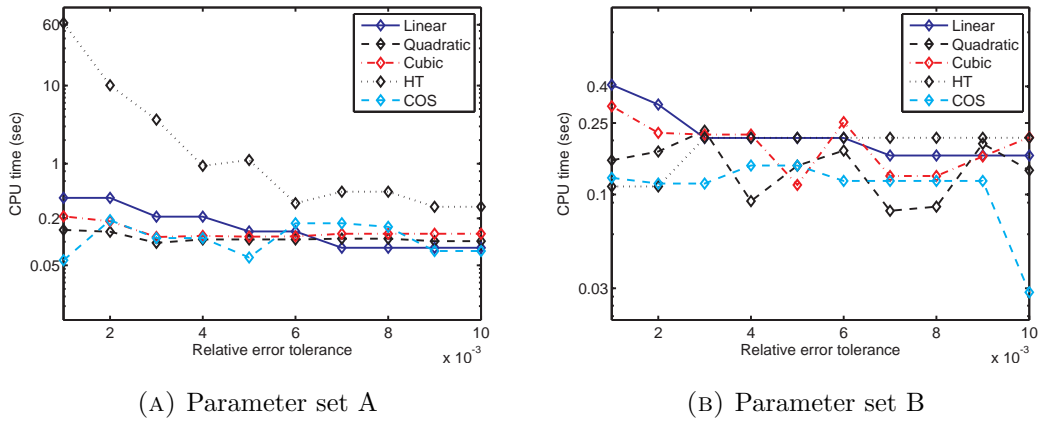 60
10
1
0.2
0.05
CPU time (sec)
2
4
6
8
10
Relative error tolerance
x 10⁻³
Linear
Quadratic
Cubic
HT
COS
(A) Parameter set A
0.4
0.25
0.1
0.03
CPU time (sec)
2
4
6
8
10
Relative error tolerance
x 10⁻³
Linear
Quadratic
Cubic
HT
COS
(B) Parameter set B